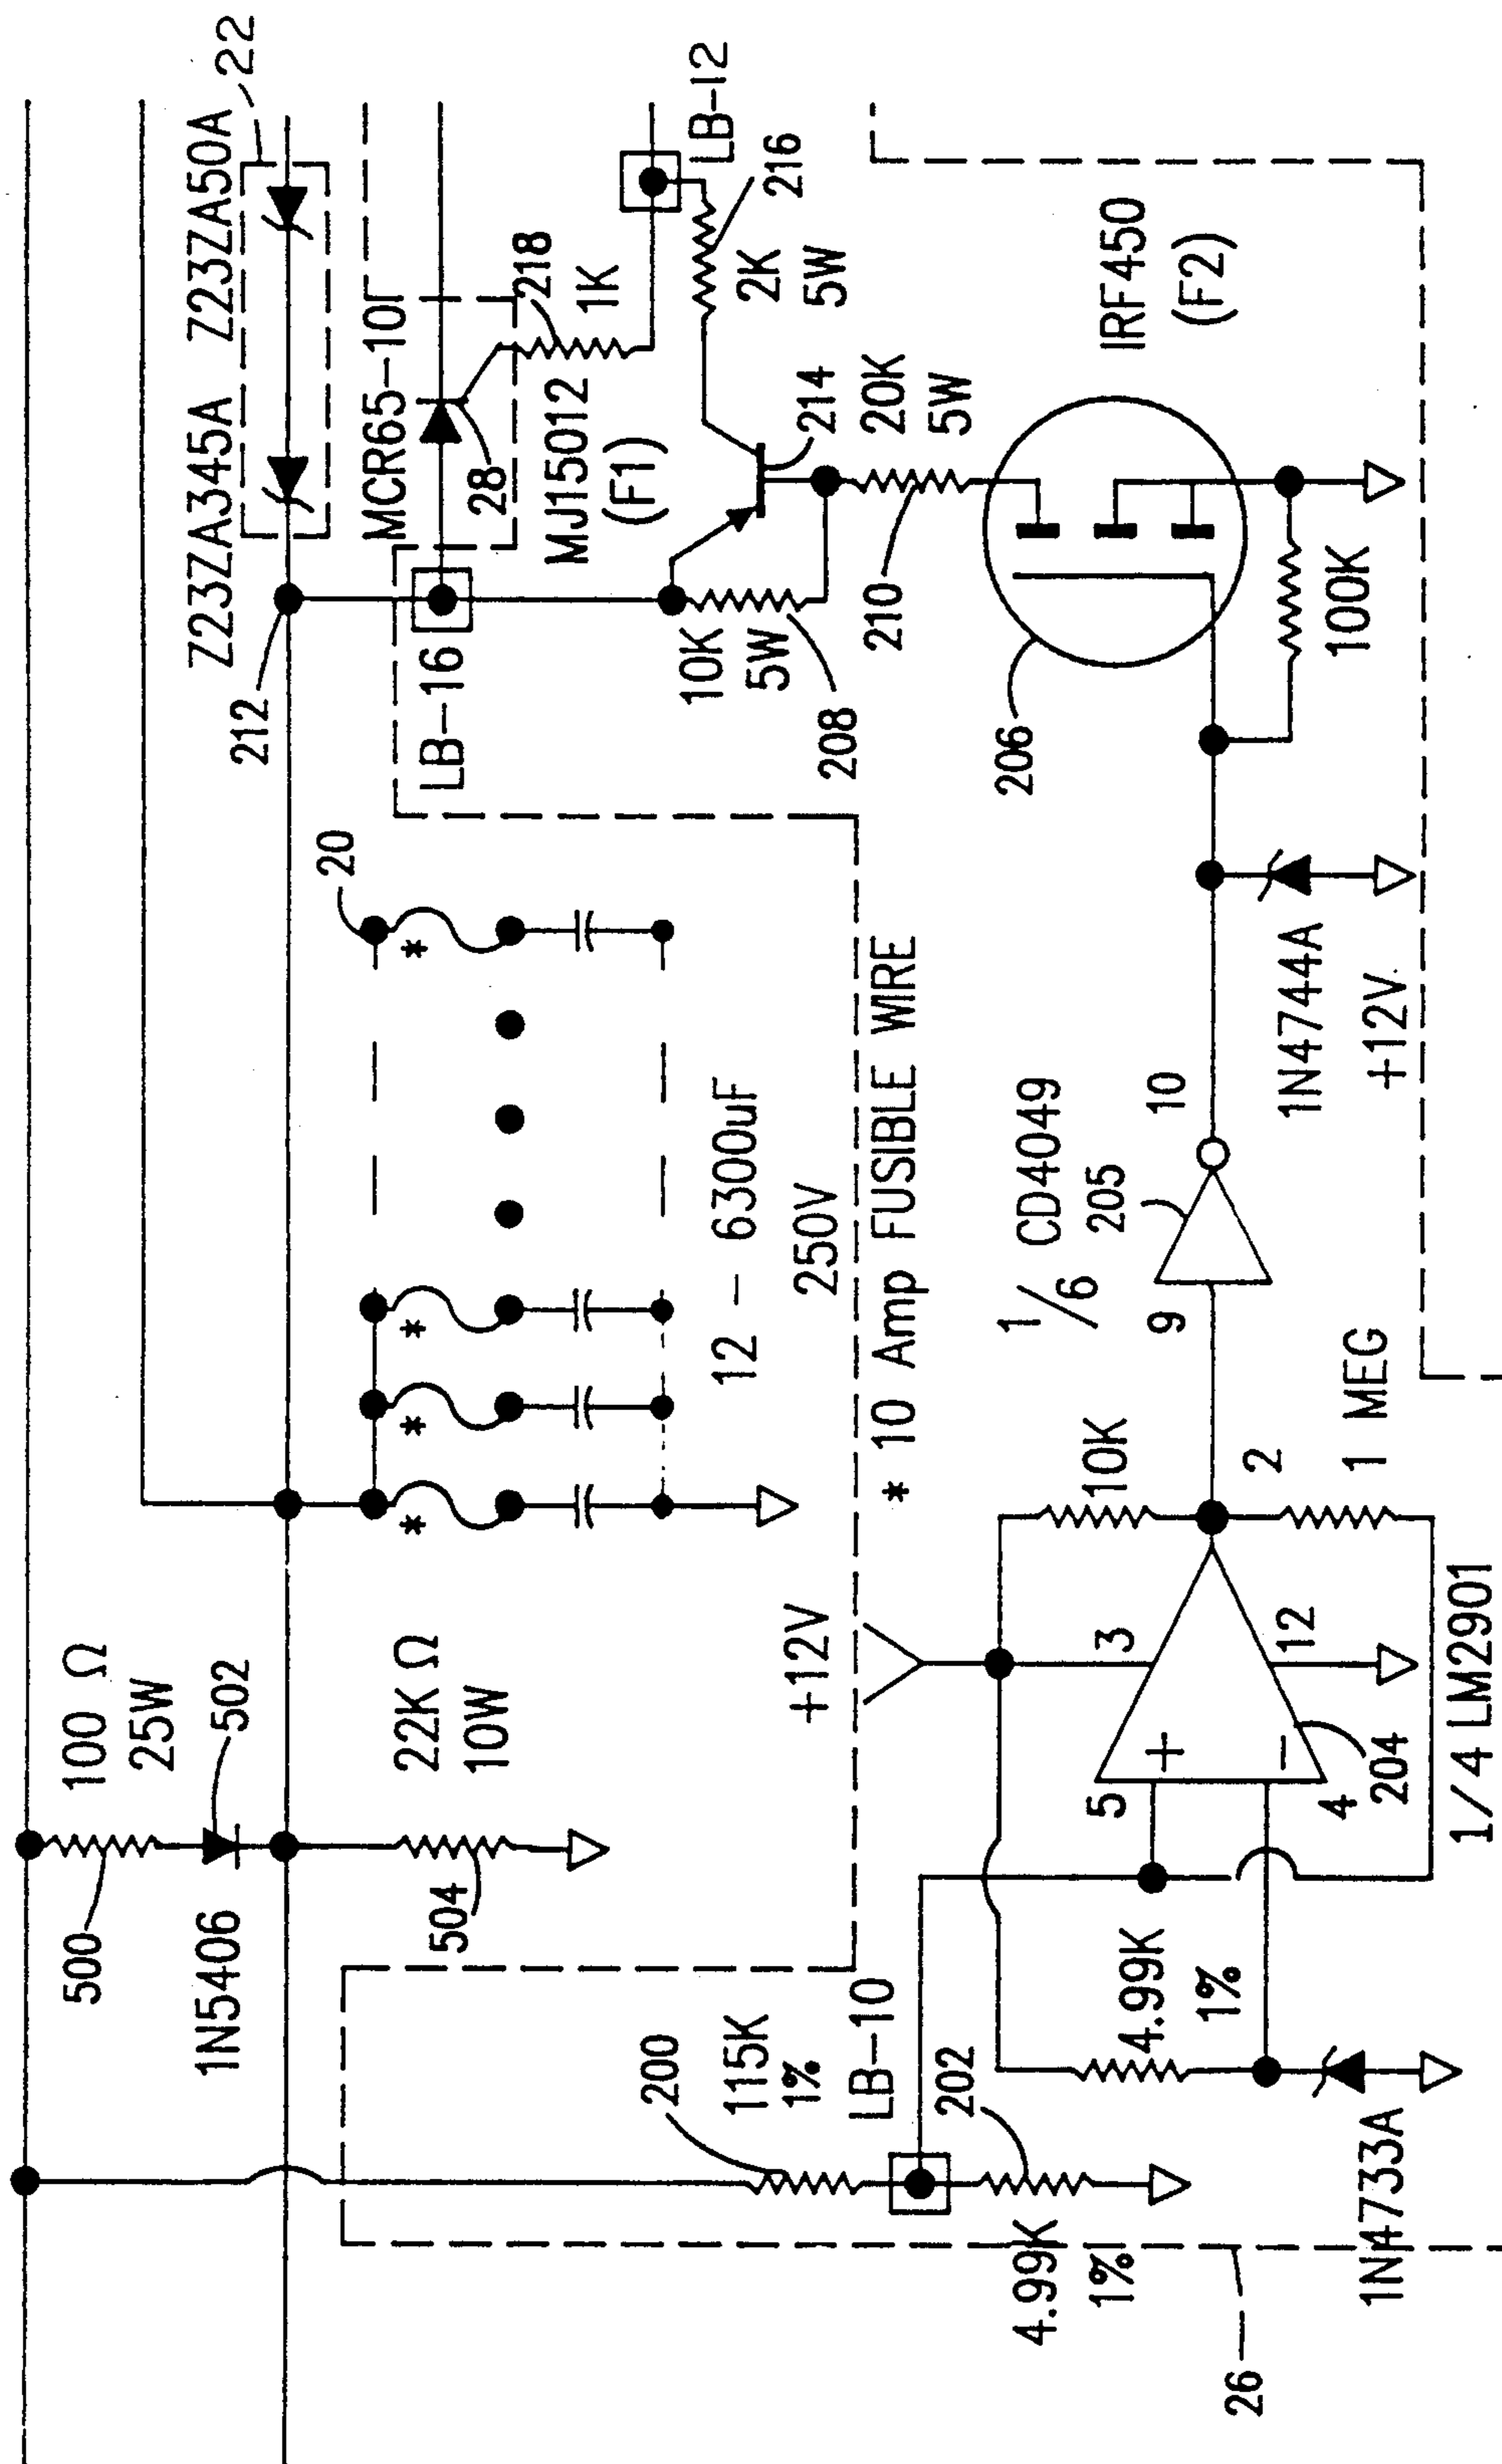 22
Z23ZA345A Z23ZA50A
212
MCR65-10
28
218
1K
LB-12
216
2K
5W
LB-16
MJ15012
(F1)
214
20K
5W
10K
5W
208
210
IRF450
(F2)
206
100K
20
12 - 6300uF
250V
* * * *
* 10 Amp FUSIBLE WIRE
1/6 CD4049
205
9
10
1N4744A
+12V
100 Ω
25W
502
500
1N5406
22K Ω
10W
504
+12V
10K
2
1 MEG
3
12
+
-
5
4
204
1/4 LM2901
200
115K
1%
LB-10
202
4.99K
1%
4.99K
1%
1N4733A
26